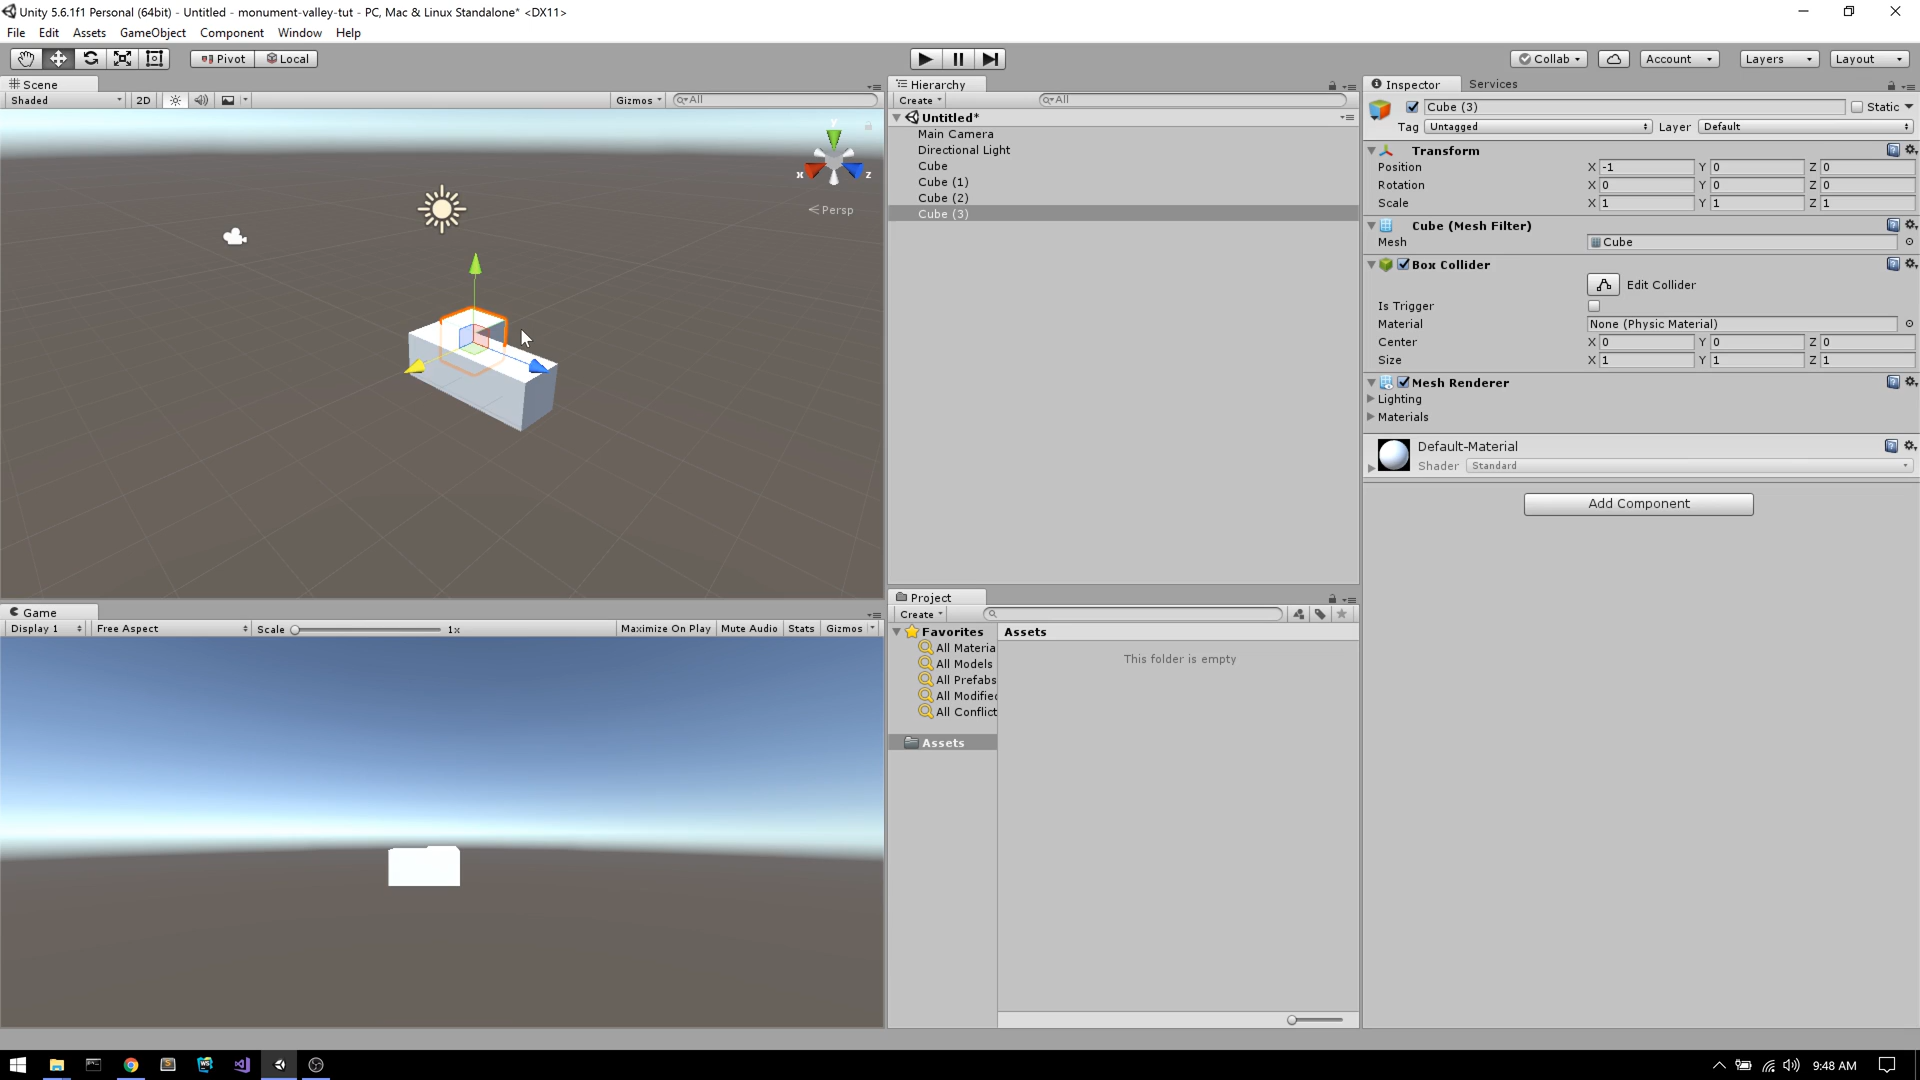 Unity 5.6.1f1 Personal (64bit) - Untitled - monument-valley-tut - PC, Mac & Linux Standalone* <DX11>
File Edit Assets GameObject Component Window Help
Pivot Local Collab Account Layers Layout
Scene
Shaded 2D Gizmos All
y
x z
Persp
Game
Display 1 Free Aspect Scale 1x Maximize On Play Mute Audio Stats Gizmos
Hierarchy
Create All
Untitled*
Main Camera
Directional Light
Cube
Cube (1)
Cube (2)
Cube (3)
Project
Create
Favorites
All Materia
All Models
All Prefabs
All Modified
All Conflict
Assets
Assets
This folder is empty
Inspector Services
Cube (3) Static
Tag Untagged Layer Default
Transform
Position X -1 Y 0 Z 0
Rotation X 0 Y 0 Z 0
Scale X 1 Y 1 Z 1
Cube (Mesh Filter)
Mesh Cube
Box Collider
Edit Collider
Is Trigger
Material None (Physic Material)
Center X 0 Y 0 Z 0
Size X 1 Y 1 Z 1
Mesh Renderer
Lighting
Materials
Default-Material
Shader Standard
Add Component
9:48 AM